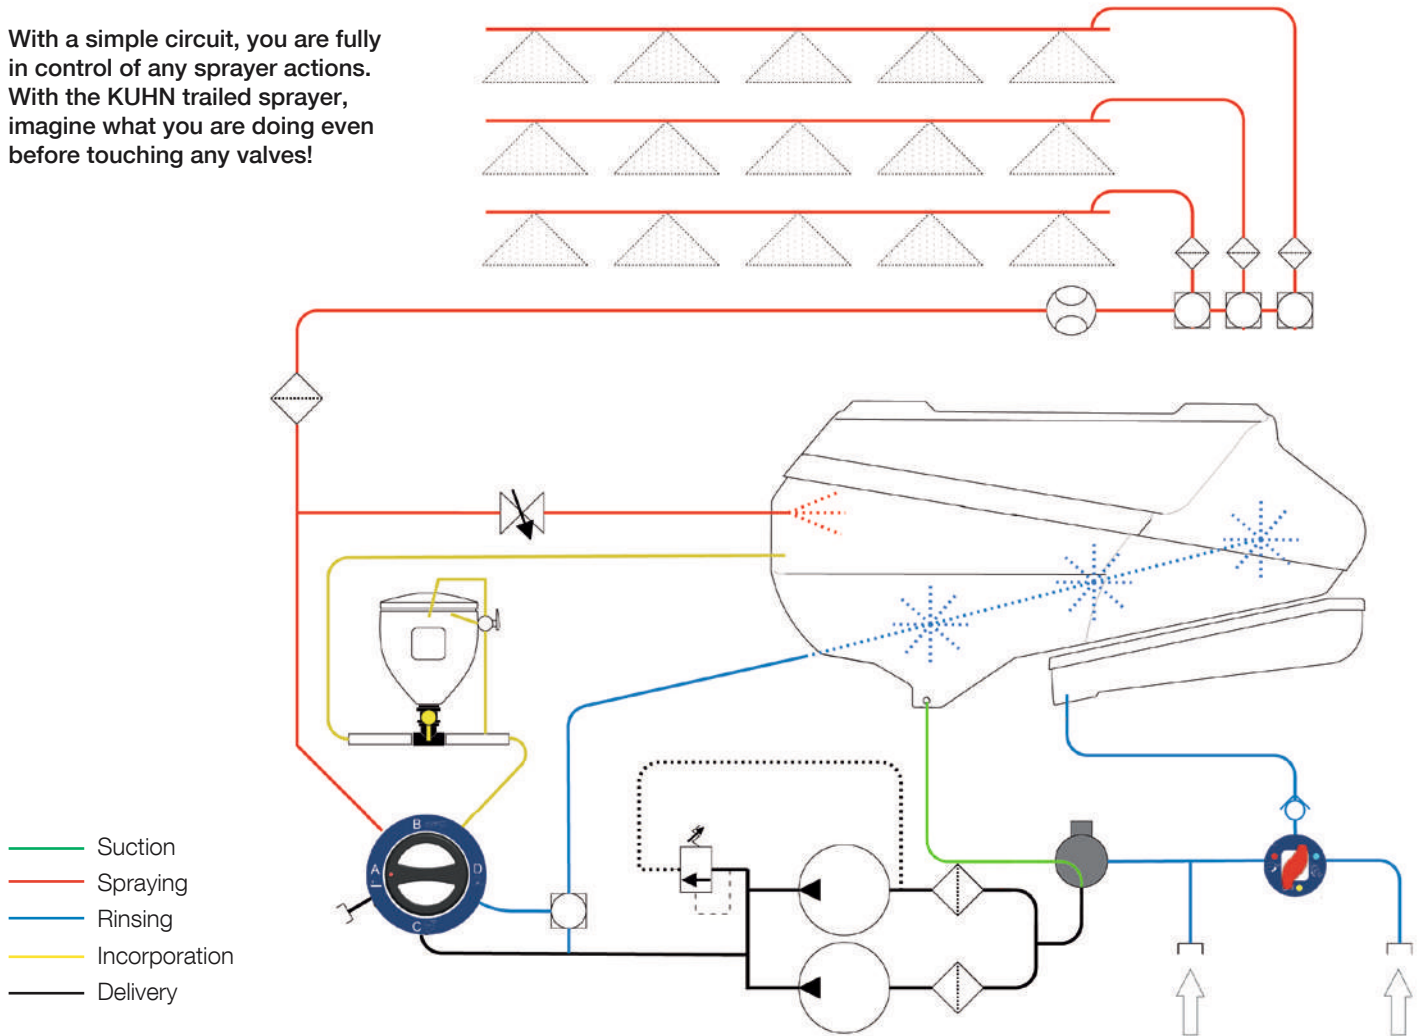 With a simple circuit, you are fully
in control of any sprayer actions.
With the KUHN trailed sprayer,
imagine what you are doing even
before touching any valves!
B
A
D
C
Suction
Spraying
Rinsing
Incorporation
Delivery